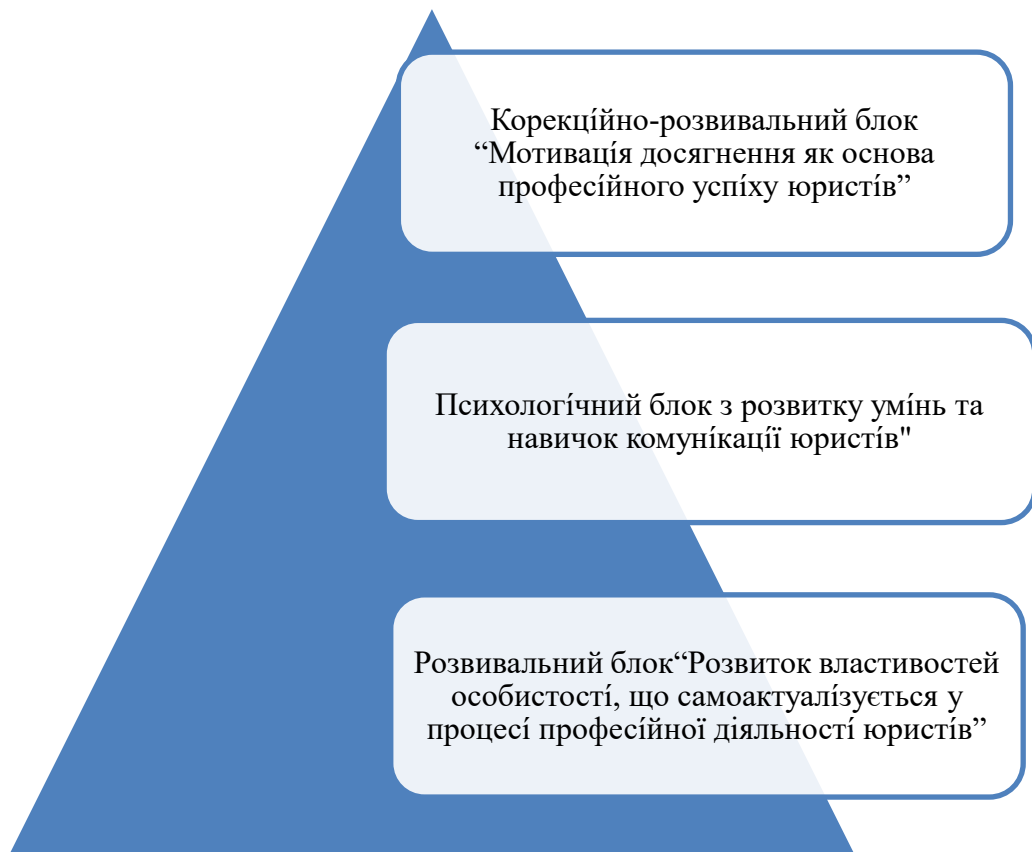 Корекційно-розвивальний блок
“Мотивація досягнення як основа
професійного успіху юристів”
Психологічний блок з розвитку умінь та
навичок комунікації юристів"
Розвивальний блок“Розвиток властивостей
особистості, що самоактуалізується у
процесі професійної діяльності юристів”